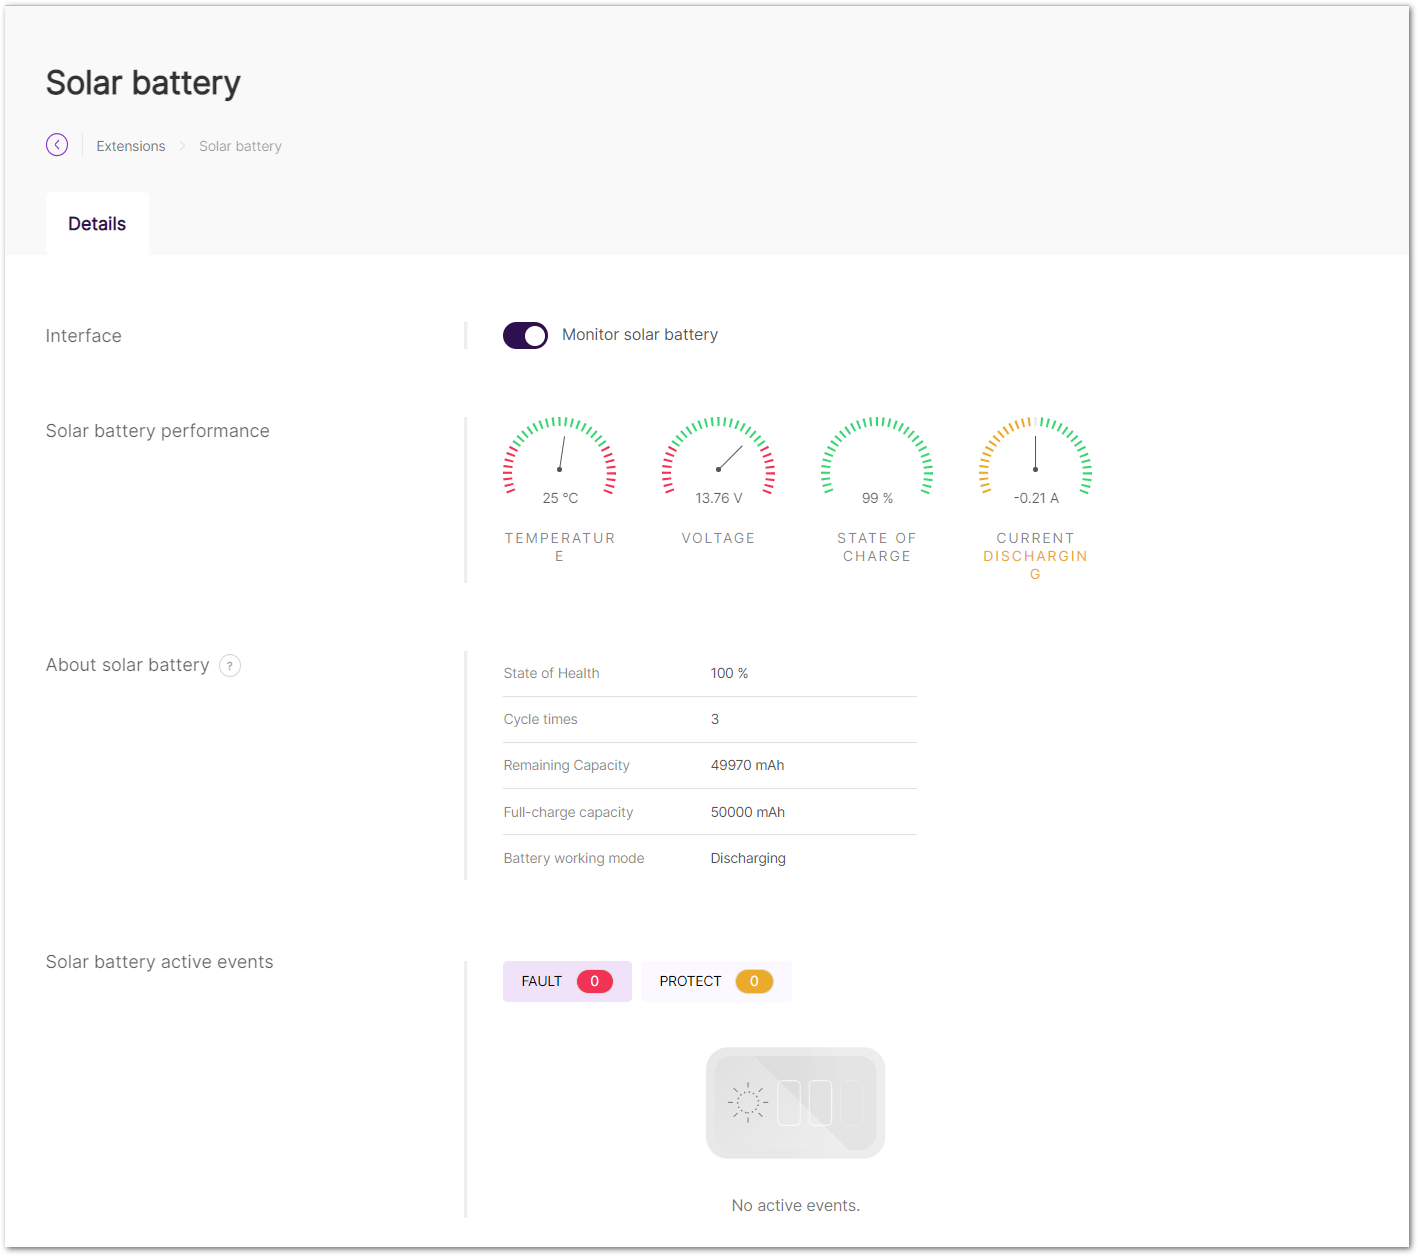 Solar battery
Extensions Solar battery
Details
Interface
Monitor solar battery
Solar battery performance
25 °C
13.76 V
99 %
-0.21 A
TEMPERATUR
E
VOLTAGE
STATE OF
CHARGE
CURRENT
DISCHARGIN
G
About solar battery ?
State of Health 100 %
Cycle times 3
Remaining Capacity 49970 mAh
Full-charge capacity 50000 mAh
Battery working mode Discharging
Solar battery active events
FAULT 0 PROTECT 0
No active events.